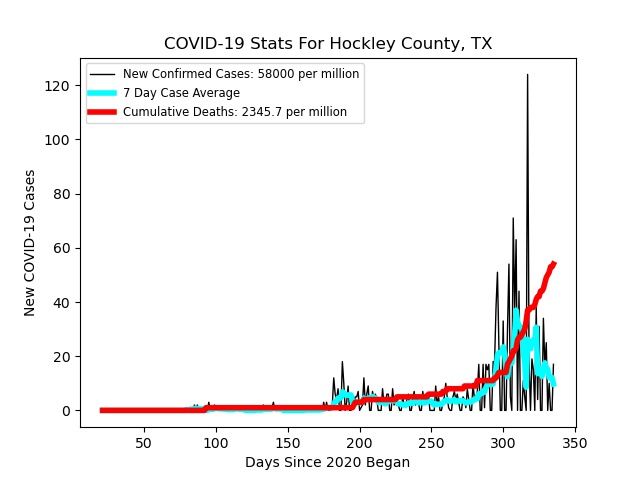 COVID-19 Stats For Hockley County, TX
New Confirmed Cases: 58000 per million
7 Day Case Average
Cumulative Deaths: 2345.7 per million
New COVID-19 Cases
120
100
80
60
40
20
0
50
100
150
200
250
300
350
Days Since 2020 Began